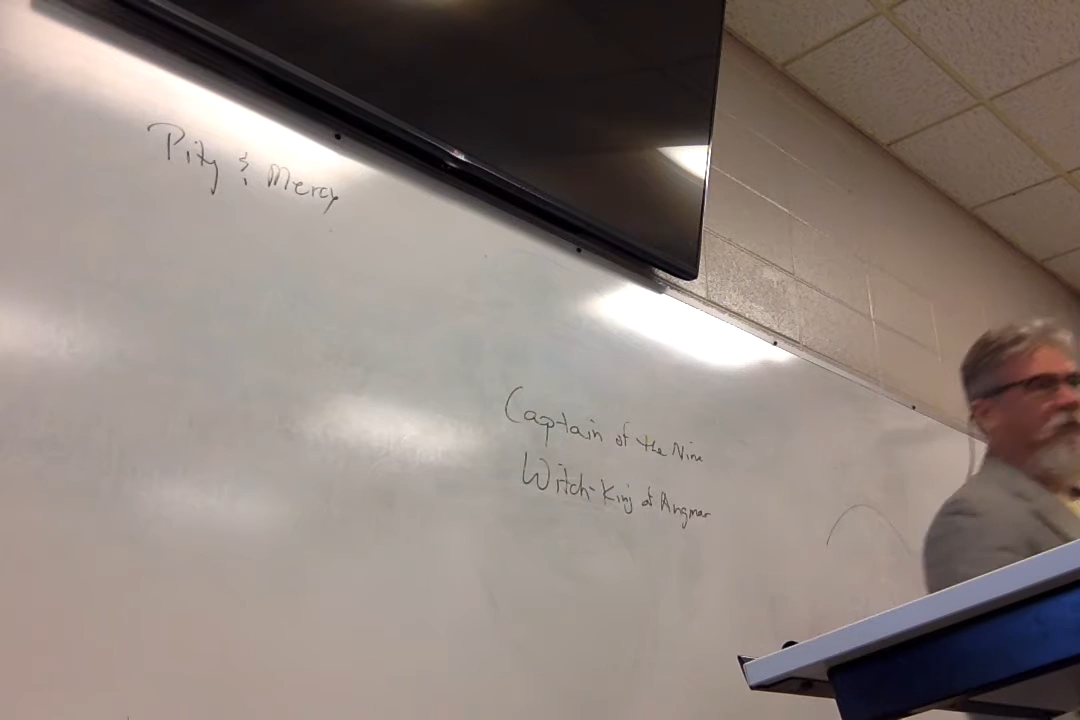 Pity & Mercy
Captain of the Nine
Witch-King of Angmar